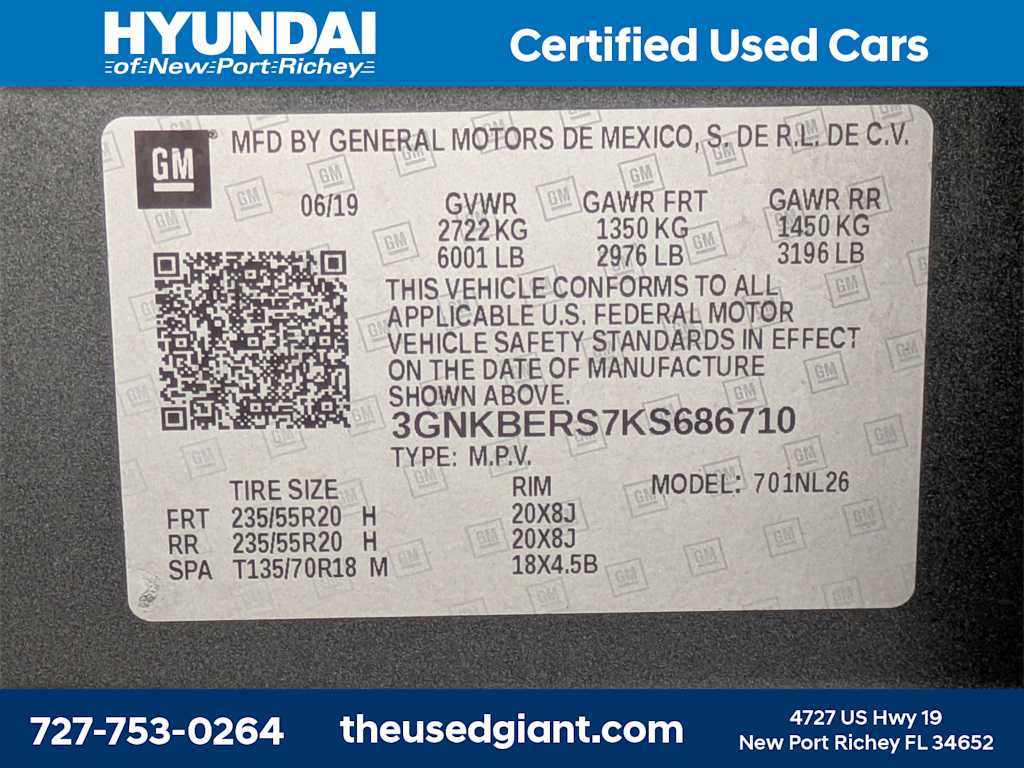 HYUNDAI
of New Port Richey
Certified Used Cars
GM
MFD BY GENERAL MOTORS DE MEXICO, S. DE R.L. DE C.V.
06/19 GVWR GAWR FRT GAWR RR
2722 KG 1350 KG 1450 KG
6001 LB 2976 LB 3196 LB
THIS VEHICLE CONFORMS TO ALL
APPLICABLE U.S. FEDERAL MOTOR
VEHICLE SAFETY STANDARDS IN EFFECT
ON THE DATE OF MANUFACTURE
SHOWN ABOVE.
3GNKBERS7KS686710
TYPE: M.P.V.
TIRE SIZE RIM MODEL: 701NL26
FRT 235/55R20 H 20X8J
RR 235/55R20 H 20X8J
SPA T135/70R18 M 18X4.5B
727-753-0264
theusedgiant.com
4727 US Hwy 19
New Port Richey FL 34652